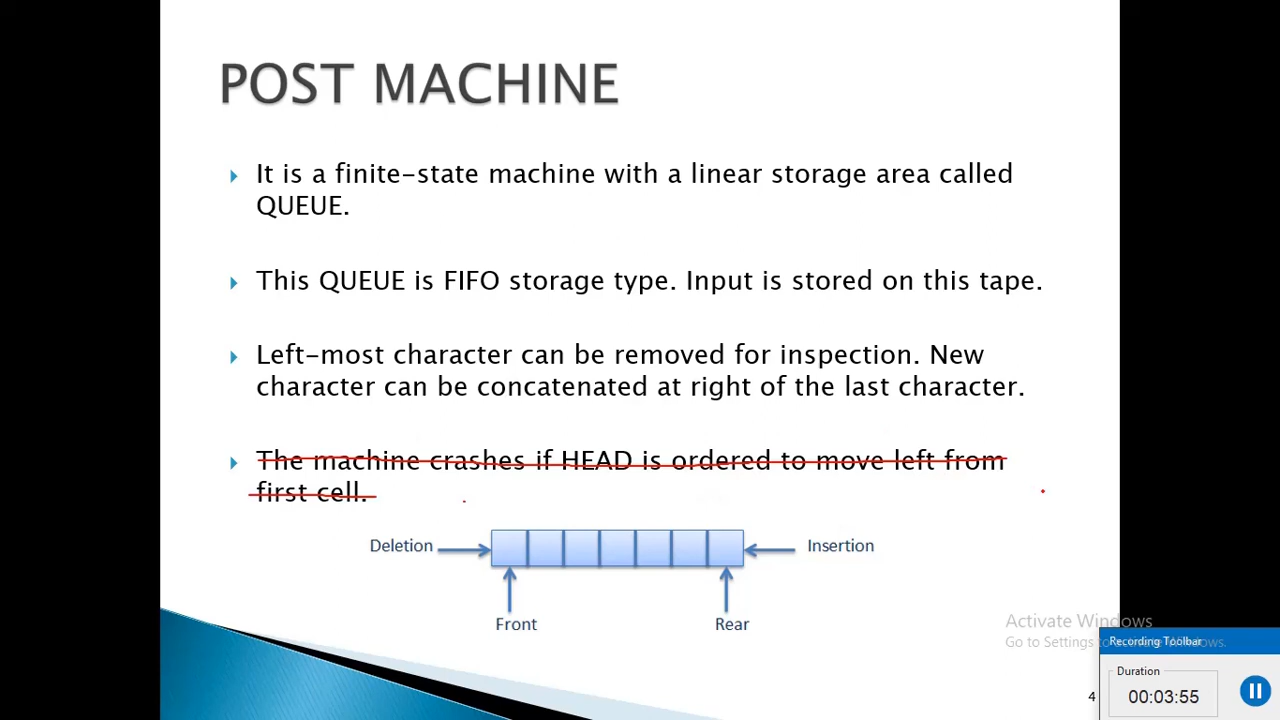 POST MACHINE
It is a finite-state machine with a linear storage area called
QUEUE.
This QUEUE is FIFO storage type. Input is stored on this tape.
Left-most character can be removed for inspection. New
character can be concatenated at right of the last character.
The machine crashes if HEAD is ordered to move left from
first cell.
Deletion
Insertion
Front
Rear
Activate Windows
Go to Settings to activate Windows.
Recording Toolbar
Duration
00:03:55
4